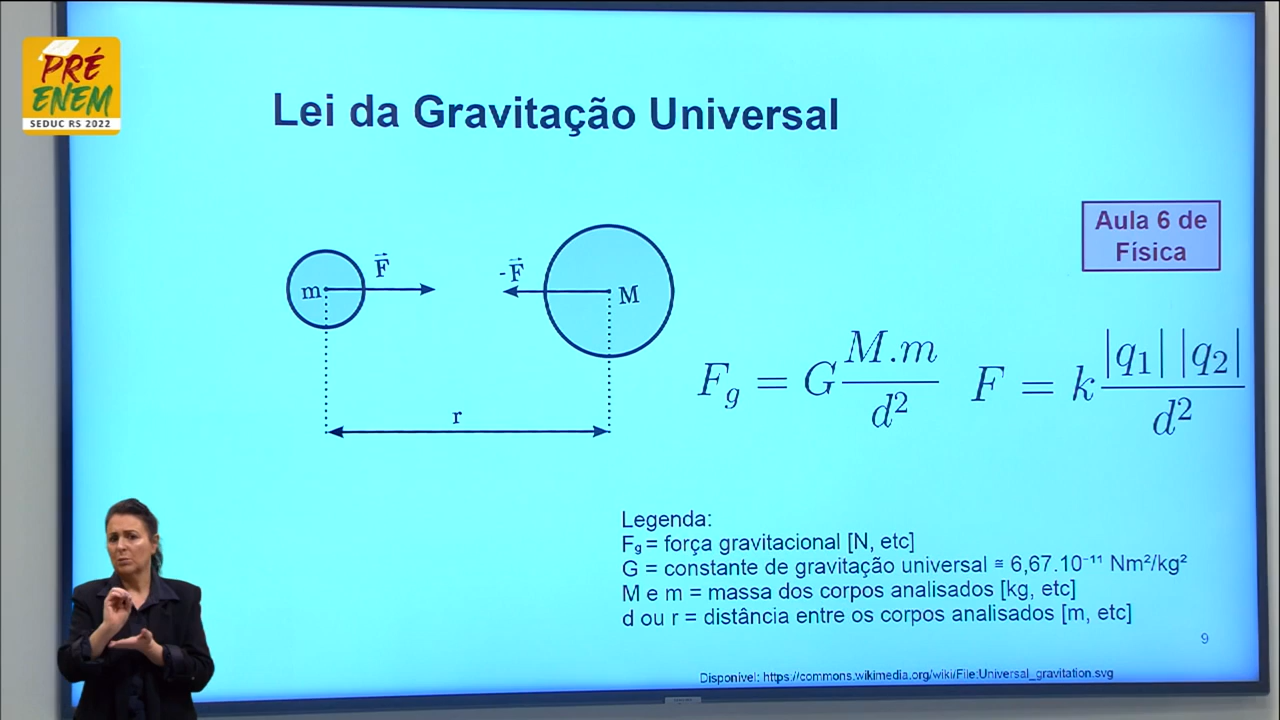 PRÉ
ENEM
SEDUC RS 2022
Lei da Gravitação Universal
Aula 6 de
Física
m
F⃗
-F⃗
M
r
F_g = G M.m / d²
F = k |q₁| |q₂| / d²
Legenda:
Fg = força gravitacional [N, etc]
G = constante de gravitação universal ≅ 6,67.10⁻¹¹ Nm²/kg²
M e m = massa dos corpos analisados [kg, etc]
d ou r = distância entre os corpos analisados [m, etc]
9
Disponível: https://commons.wikimedia.org/wiki/File:Universal_gravitation.svg